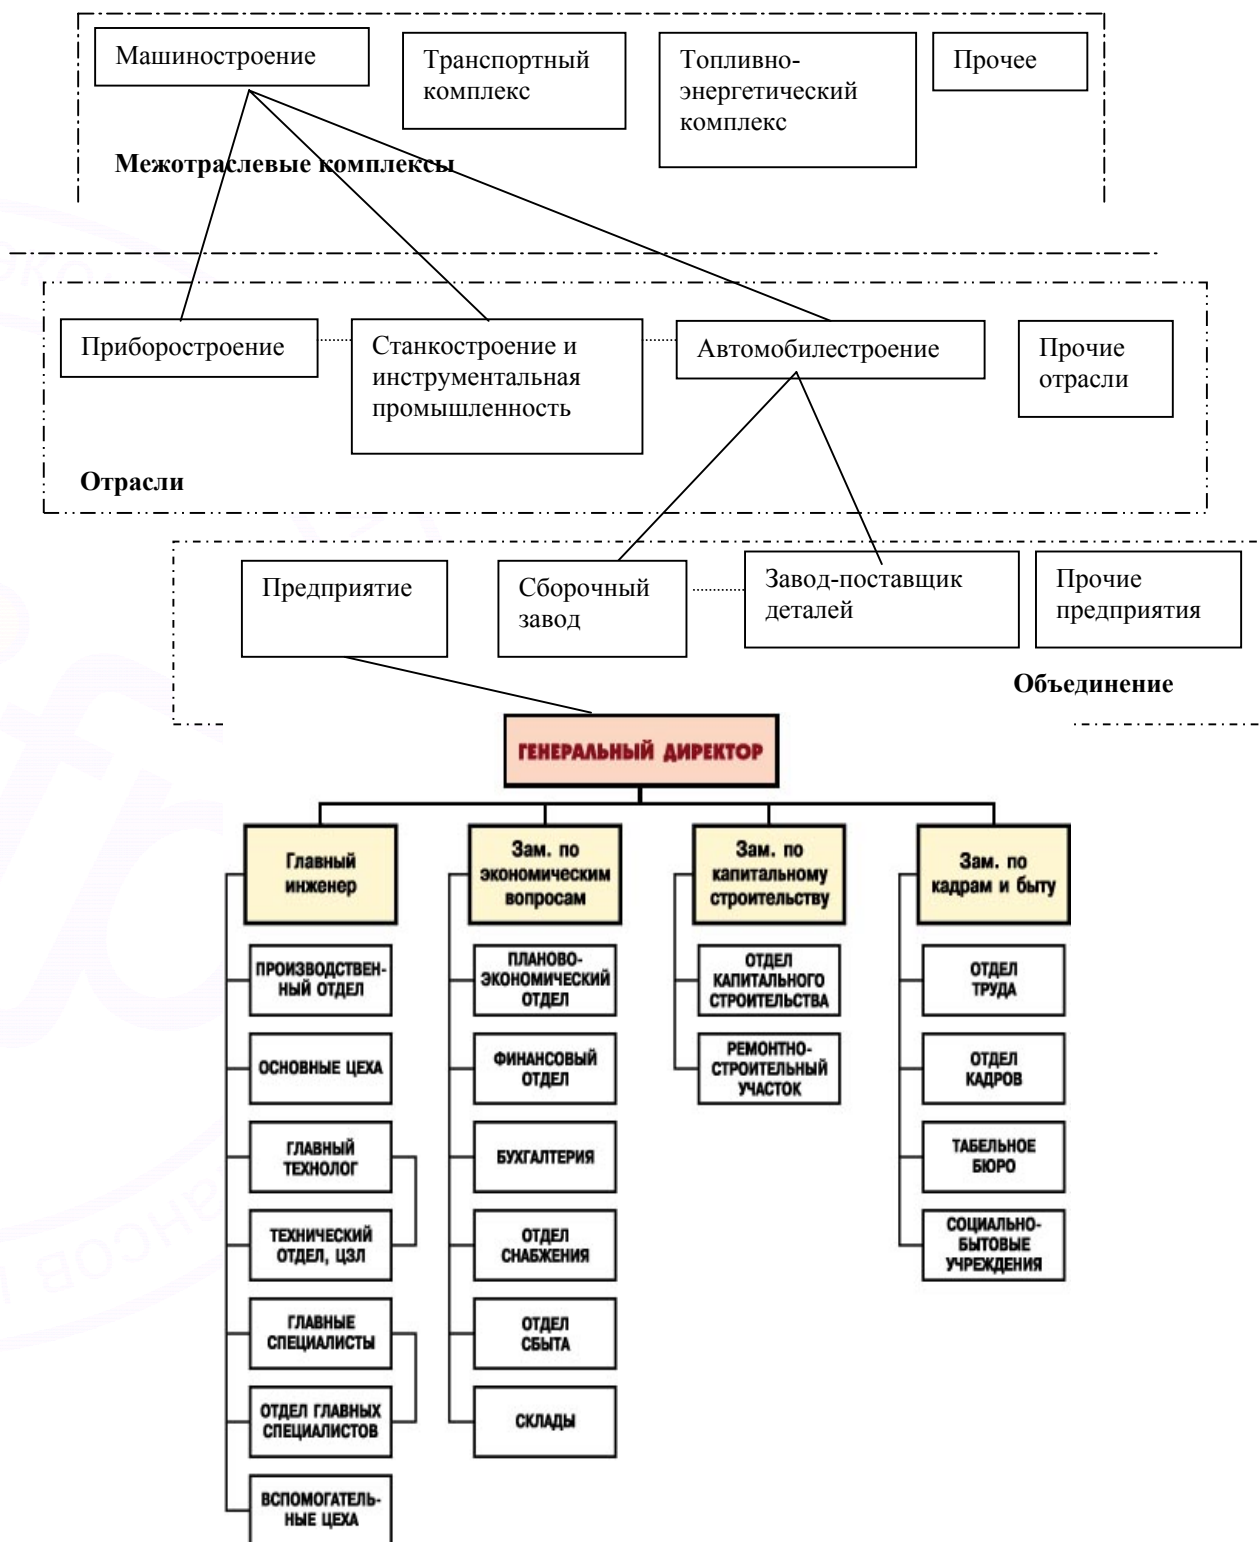 Машиностроение
Транспортный
комплекс
Топливно-
энергетический
комплекс
Прочее
Межотраслевые комплексы
Приборостроение
Станкостроение и
инструментальная
промышленность
Автомобилестроение
Прочие
отрасли
Отрасли
Предприятие
Сборочный
завод
Завод-поставщик
деталей
Прочие
предприятия
Объединение
ГЕНЕРАЛЬНЫЙ ДИРЕКТОР
Главный
инженер
ПРОИЗВОДСТВЕН-
НЫЙ ОТДЕЛ
ОСНОВНЫЕ ЦЕХА
ГЛАВНЫЙ
ТЕХНОЛОГ
ТЕХНИЧЕСКИЙ
ОТДЕЛ, ЦЗЛ
ГЛАВНЫЕ
СПЕЦИАЛИСТЫ
ОТДЕЛ ГЛАВНЫХ
СПЕЦИАЛИСТОВ
ВСПОМОГАТЕЛЬ-
НЫЕ ЦЕХА
Зам. по
экономическим
вопросам
ПЛАНОВО-
ЭКОНОМИЧЕСКИЙ
ОТДЕЛ
ФИНАНСОВЫЙ
ОТДЕЛ
БУХГАЛТЕРИЯ
ОТДЕЛ
СНАБЖЕНИЯ
ОТДЕЛ
СБЫТА
СКЛАДЫ
Зам. по
капитальному
строительству
ОТДЕЛ
КАПИТАЛЬНОГО
СТРОИТЕЛЬСТВА
РЕМОНТНО-
СТРОИТЕЛЬНЫЙ
УЧАСТОК
Зам. по
кадрам и быту
ОТДЕЛ
ТРУДА
ОТДЕЛ
КАДРОВ
ТАБЕЛЬНОЕ
БЮРО
СОЦИАЛЬНО-
БЫТОВЫЕ
УЧРЕЖДЕНИЯ